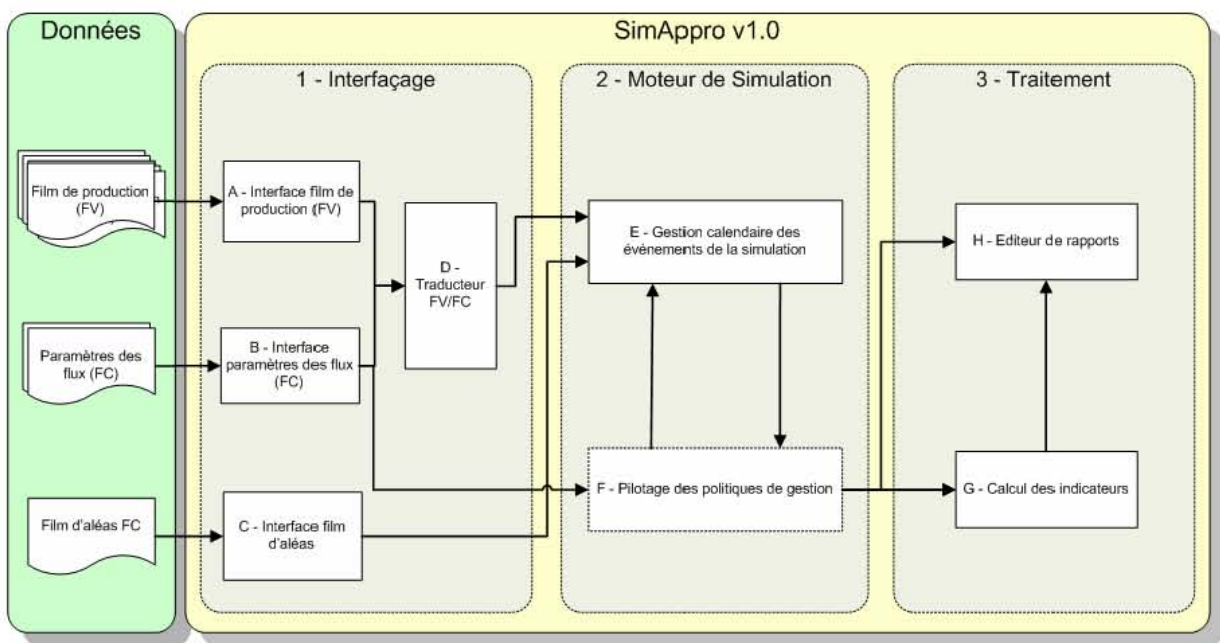 Données
SimAppro v1.0
1 - Interfaçage
2 - Moteur de Simulation
3 - Traitement
Film de production
(FV)
A - Interface film de
production (FV)
D -
Traducteur
FV/FC
E - Gestion calendaire des
événements de la simulation
H - Editeur de rapports
Paramètres des
flux (FC)
B - Interface
paramètres des flux
(FC)
Film d'aléas FC
C - Interface film
d'aléas
F - Pilotage des politiques de gestion
G - Calcul des indicateurs